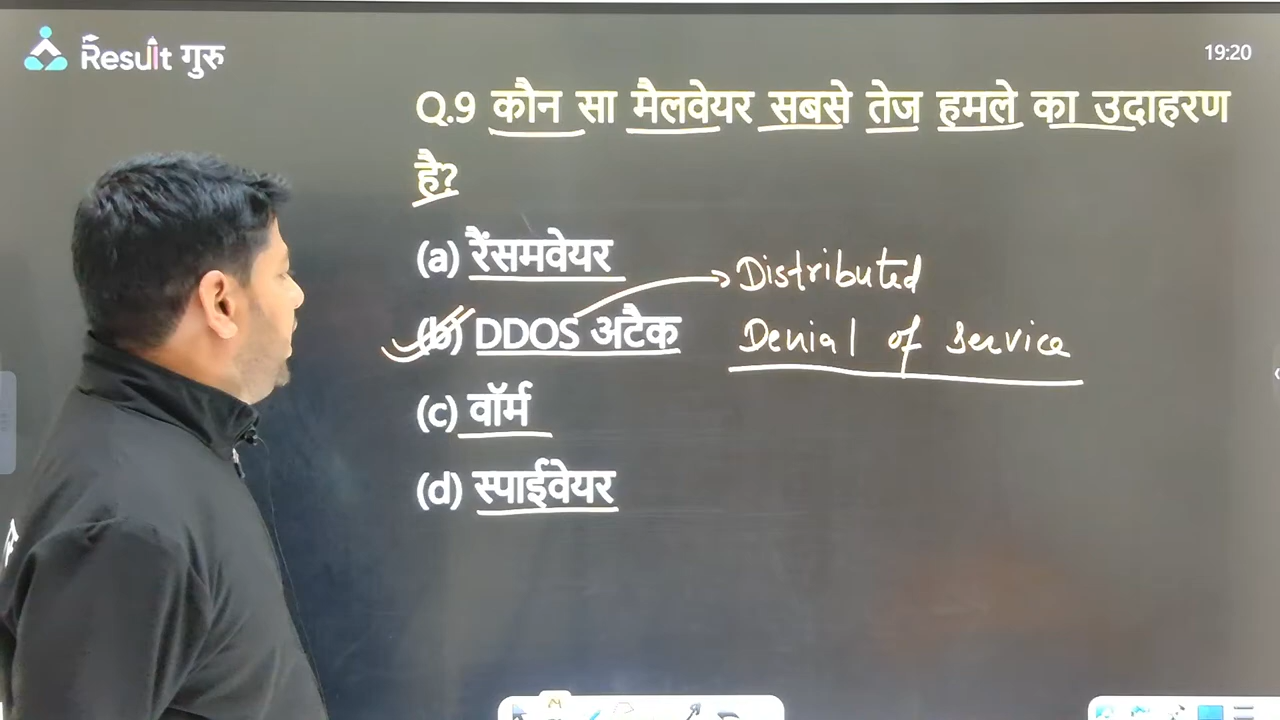 Result गुरु
19:20
Q.9 कौन सा मैलवेयर सबसे तेज हमले का उदाहरण
है?
(a) रैंसमवेयर
Distributed
(b) DDOS अटैक
Denial of service
(c) वॉर्म
(d) स्पाईवेयर